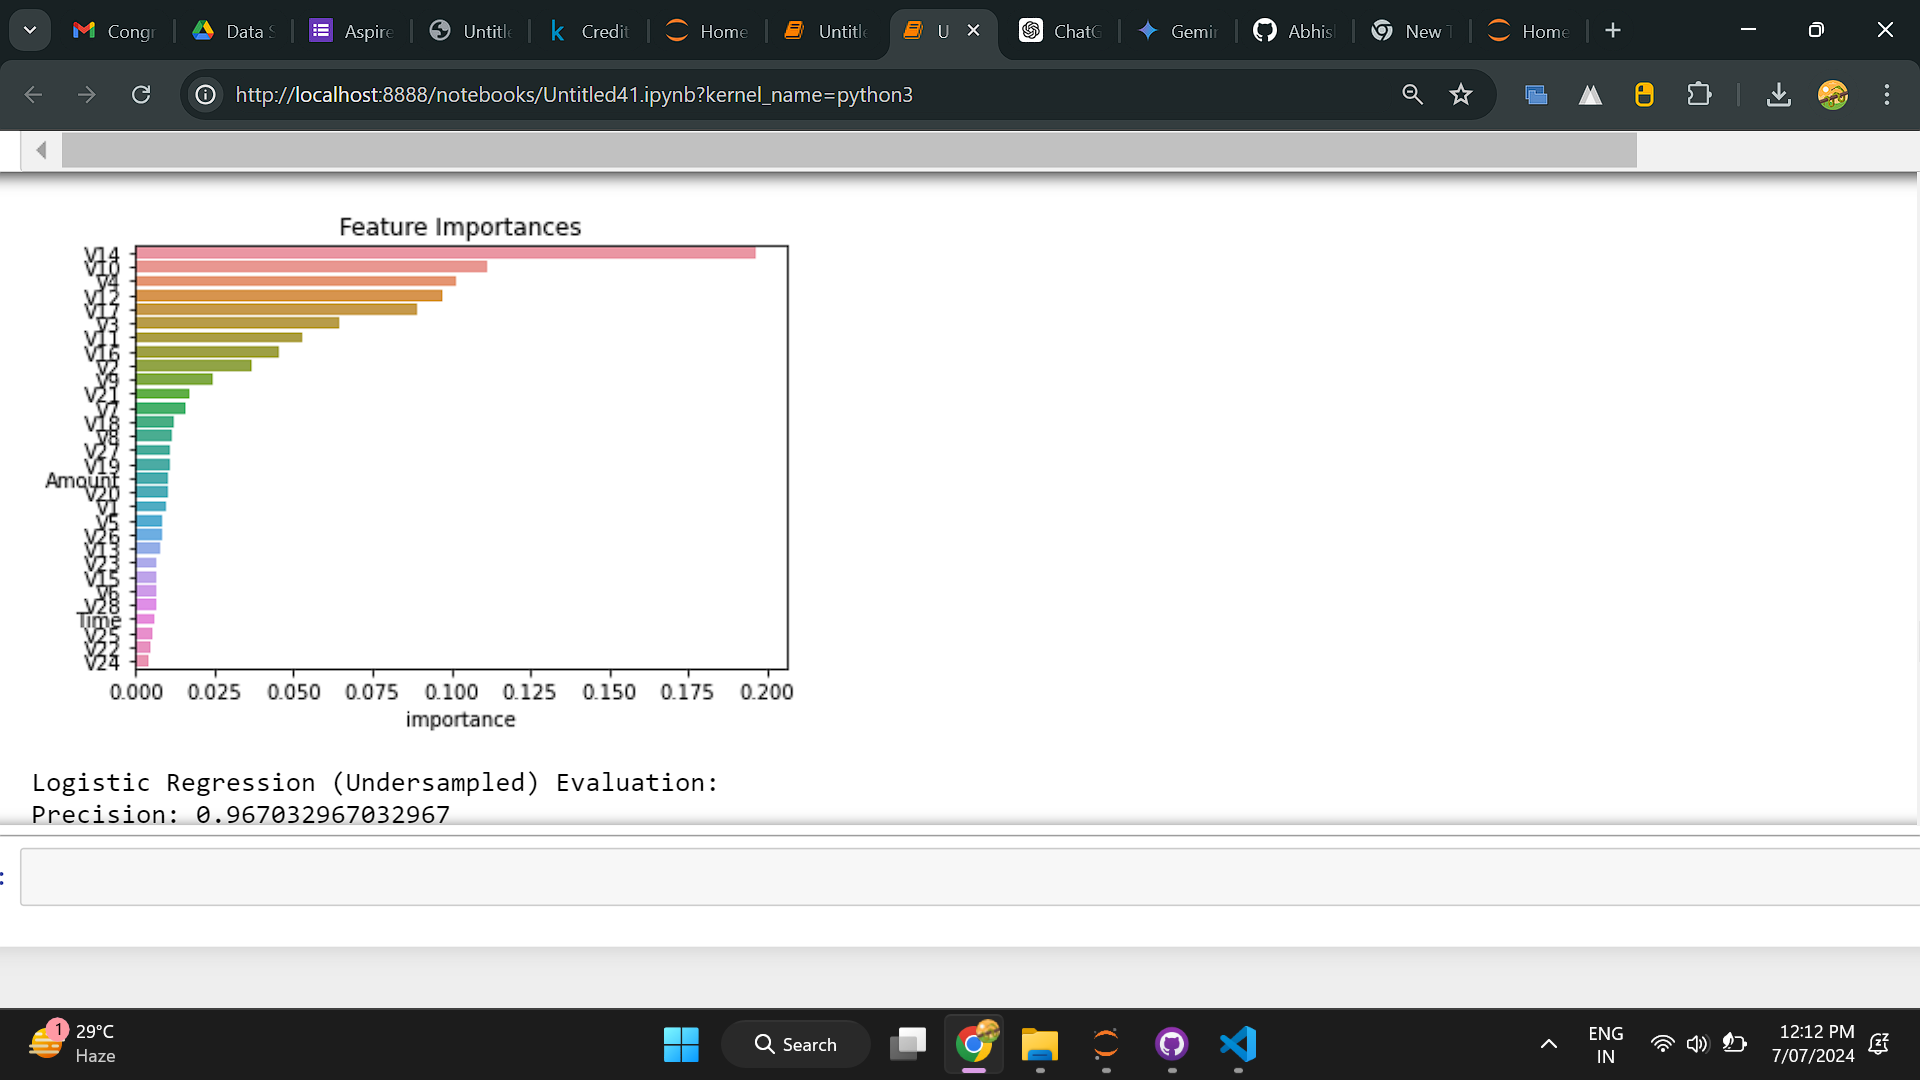 Congr
Data S
Aspire
Untitle
Credit
Home
Untitle
U
ChatG
Gemin
Abhis
New T
Home
http://localhost:8888/notebooks/Untitled41.ipynb?kernel_name=python3
Feature Importances
V14
V10
V4
V12
V17
V3
V11
V16
V2
V9
V21
V7
V18
V8
V27
V19
Amount
V20
V1
V5
V26
V13
V23
V15
V6
V28
Time
V25
V22
V24
0.000 0.025 0.050 0.075 0.100 0.125 0.150 0.175 0.200
importance
Logistic Regression (Undersampled) Evaluation:
Precision: 0.967032967032967
:
1
29°C
Haze
Search
ENG
IN
12:12 PM
7/07/2024